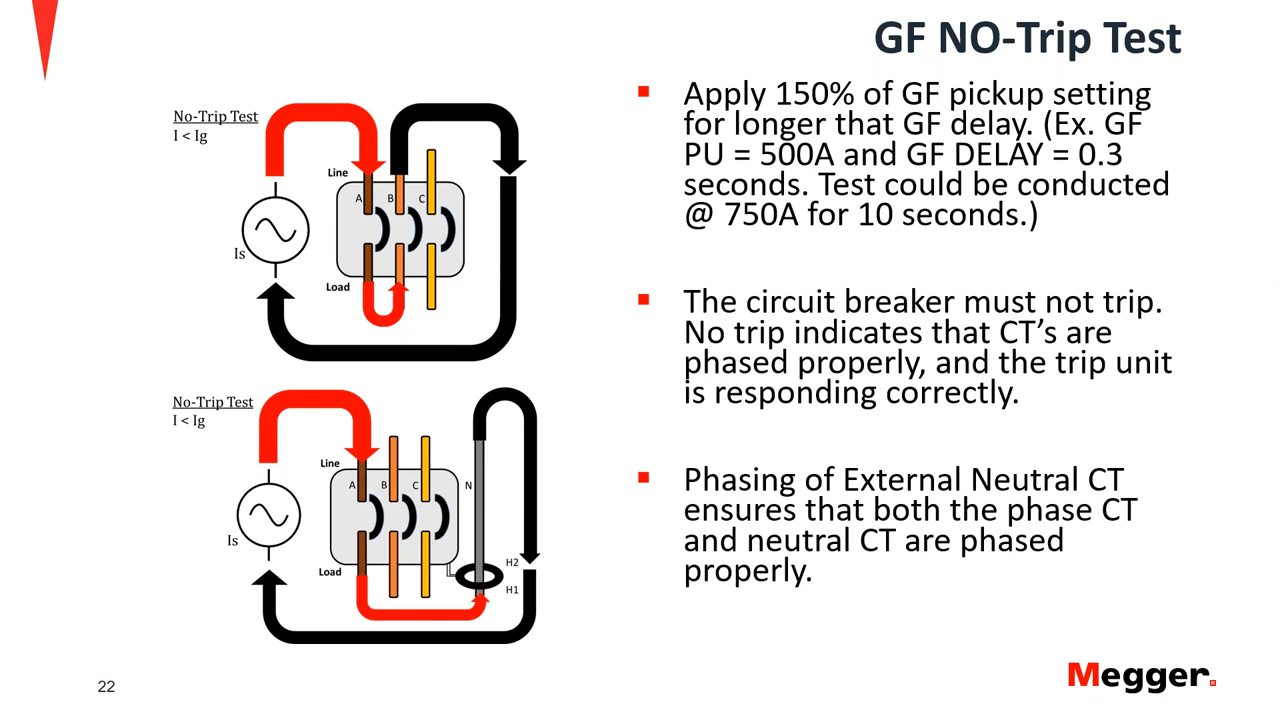 GF NO-Trip Test
No-Trip Test
I < Ig
Line
A
B
C
Is
Load
No-Trip Test
I < Ig
Line
A
B
C
N
Is
Load
H2
H1
▪ Apply 150% of GF pickup setting
for longer that GF delay. (Ex. GF
PU = 500A and GF DELAY = 0.3
seconds. Test could be conducted
@ 750A for 10 seconds.)
▪ The circuit breaker must not trip.
No trip indicates that CT’s are
phased properly, and the trip unit
is responding correctly.
▪ Phasing of External Neutral CT
ensures that both the phase CT
and neutral CT are phased
properly.
22
Megger.